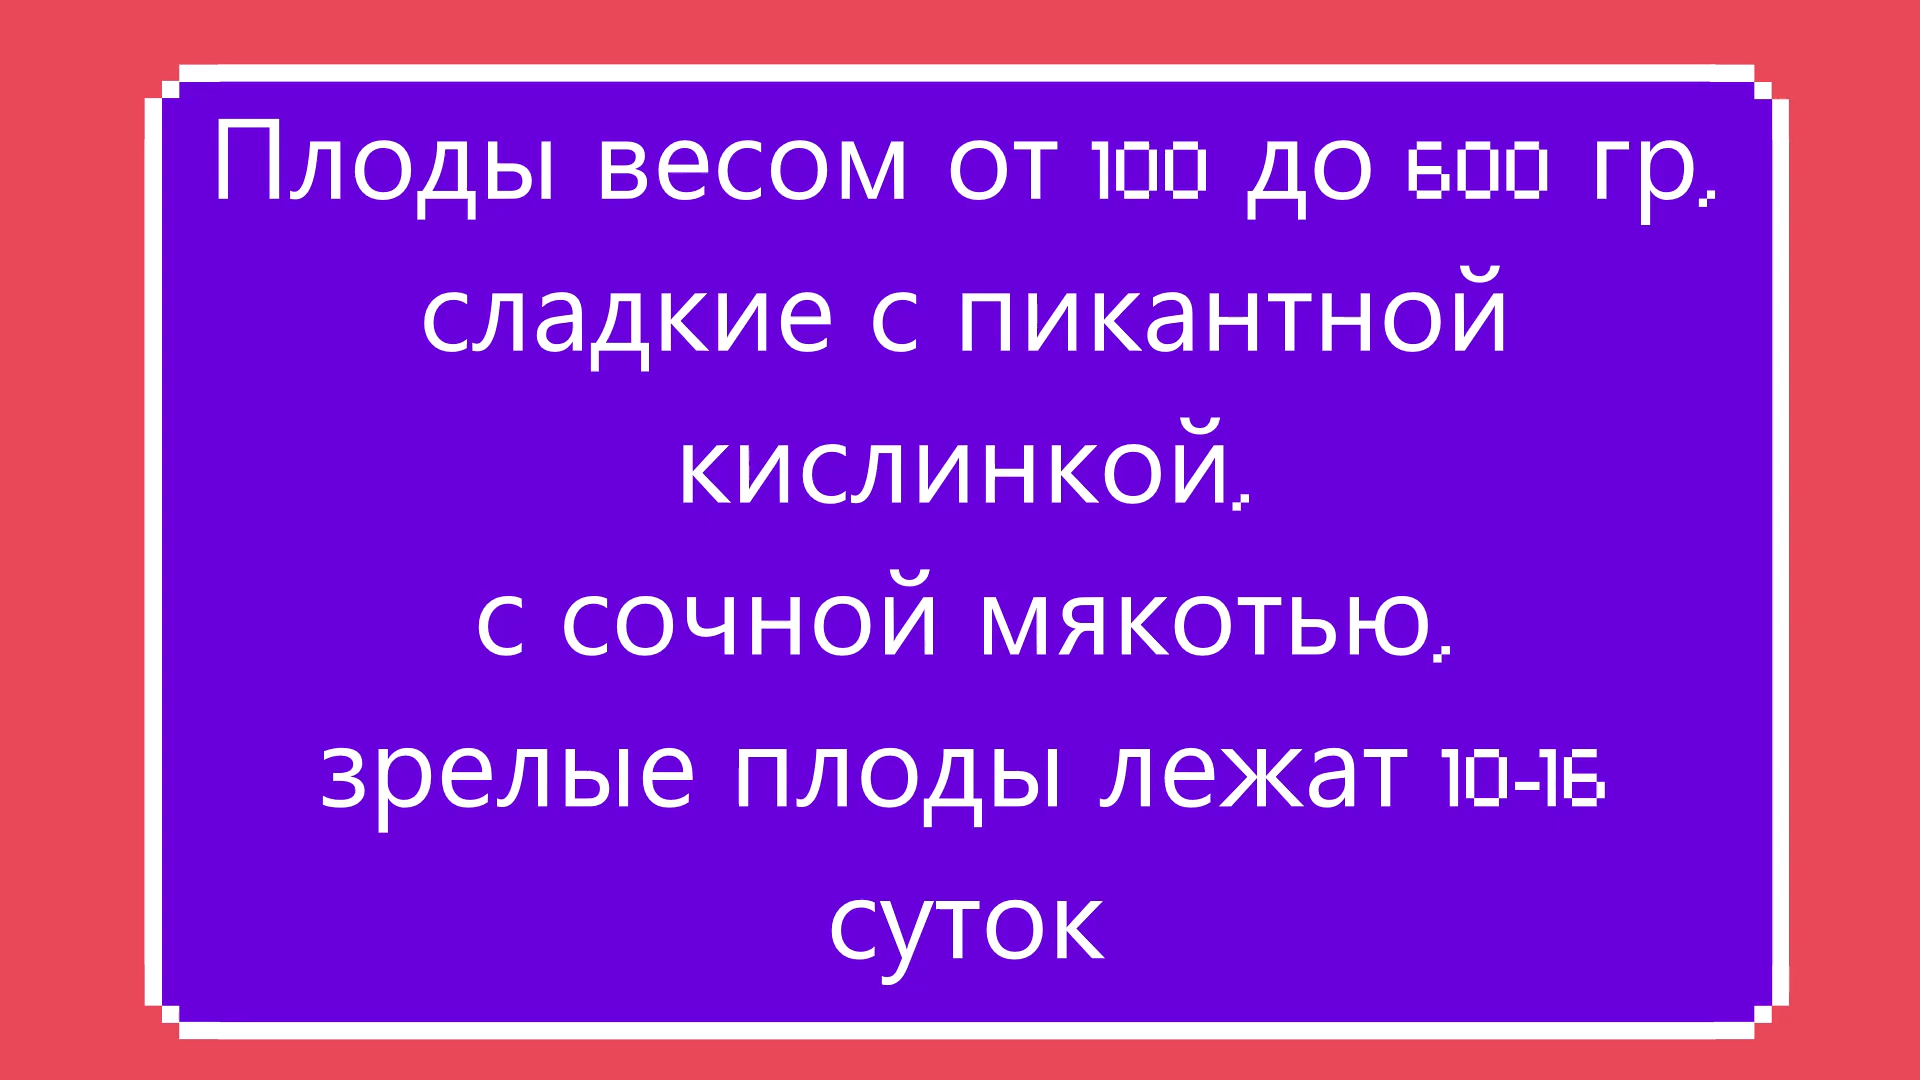 Плоды весом от 100 до 600 гр,
сладкие с пикантной
кислинкой,
с сочной мякотью,
зрелые плоды лежат 10-16
суток